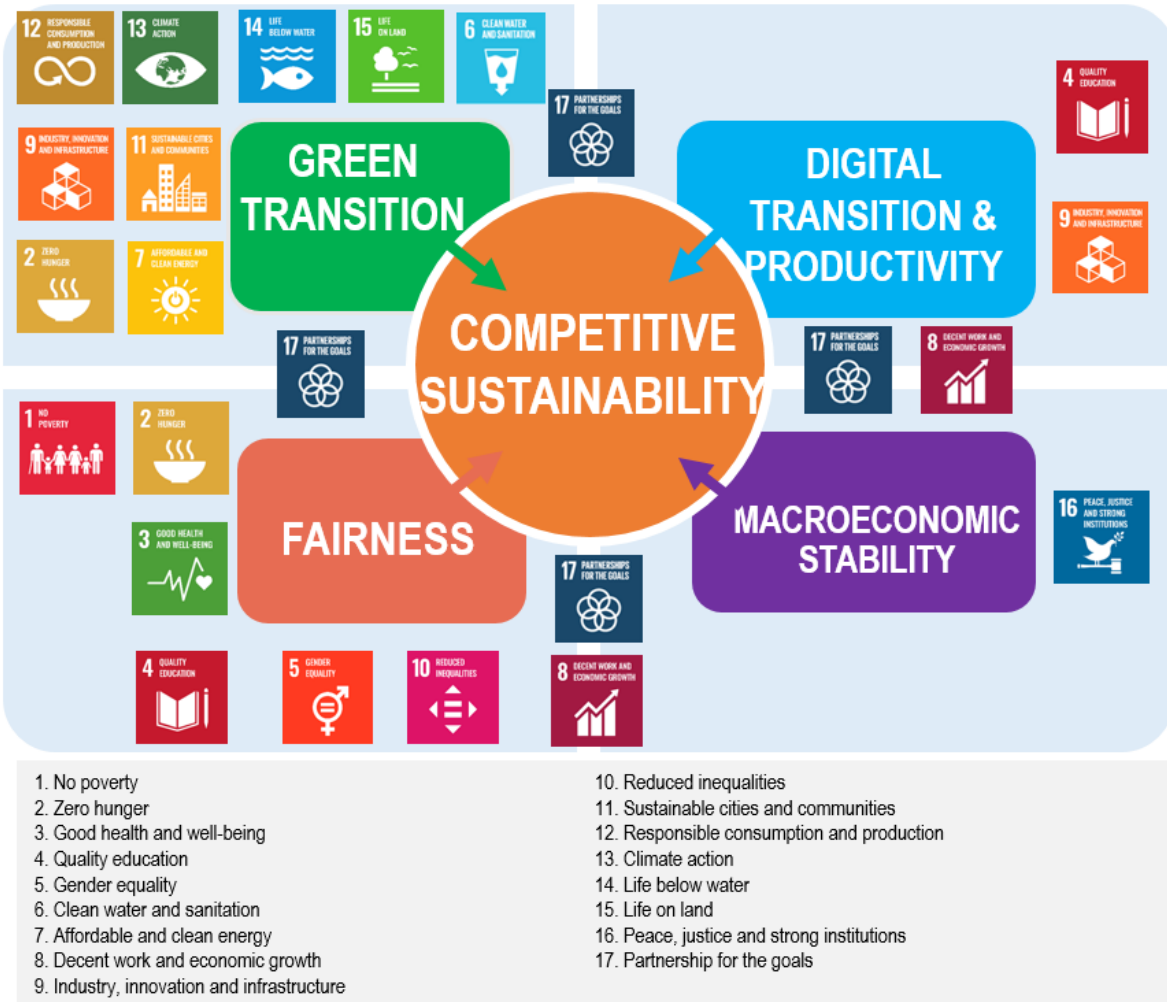 12 RESPONSIBLE
CONSUMPTION
AND PRODUCTION
13 CLIMATE
ACTION
14 LIFE
BELOW WATER
15 LIFE
ON LAND
6 CLEAN WATER
AND SANITATION
17 PARTNERSHIPS
FOR THE GOALS
4 QUALITY
EDUCATION
9 INDUSTRY, INNOVATION
AND INFRASTRUCTURE
11 SUSTAINABLE CITIES
AND COMMUNITIES
GREEN
TRANSITION
DIGITAL
TRANSITION &
PRODUCTIVITY
9 INDUSTRY, INNOVATION
AND INFRASTRUCTURE
2 ZERO
HUNGER
7 AFFORDABLE AND
CLEAN ENERGY
17 PARTNERSHIPS
FOR THE GOALS
COMPETITIVE
SUSTAINABILITY
17 PARTNERSHIPS
FOR THE GOALS
8 DECENT WORK AND
ECONOMIC GROWTH
1 NO
POVERTY
2 ZERO
HUNGER
3 GOOD HEALTH
AND WELL-BEING
FAIRNESS
MACROECONOMIC
STABILITY
16 PEACE, JUSTICE
AND STRONG
INSTITUTIONS
17 PARTNERSHIPS
FOR THE GOALS
4 QUALITY
EDUCATION
5 GENDER
EQUALITY
10 REDUCED
INEQUALITIES
8 DECENT WORK AND
ECONOMIC GROWTH
1. No poverty
2. Zero hunger
3. Good health and well-being
4. Quality education
5. Gender equality
6. Clean water and sanitation
7. Affordable and clean energy
8. Decent work and economic growth
9. Industry, innovation and infrastructure
10. Reduced inequalities
11. Sustainable cities and communities
12. Responsible consumption and production
13. Climate action
14. Life below water
15. Life on land
16. Peace, justice and strong institutions
17. Partnership for the goals